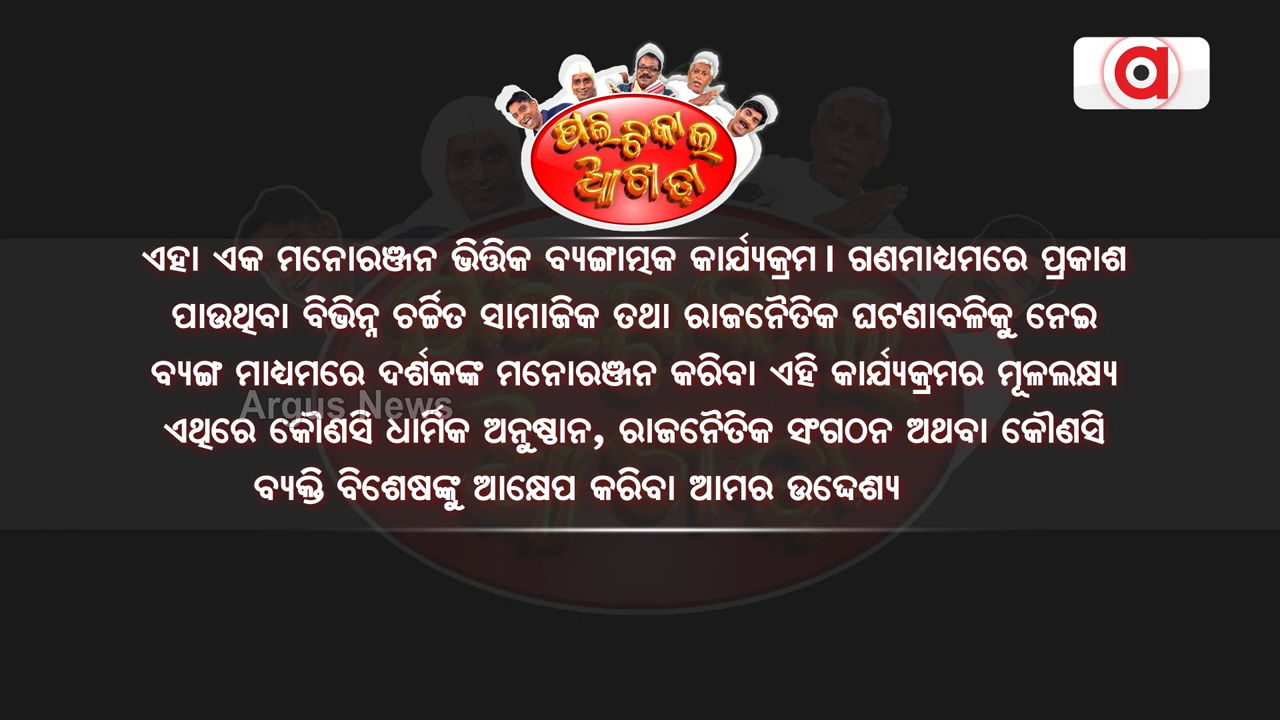 ପଲିଟିକାଲ
ଆଖଡ଼ା
ଏହା ଏକ ମନୋରଞ୍ଜନ ଭିତ୍ତିକ ବ୍ୟଙ୍ଗାତ୍ମକ କାର୍ଯ୍ୟକ୍ରମ। ଗଣମାଧ୍ୟମରେ ପ୍ରକାଶ
ପାଉଥିବା ବିଭିନ୍ନ ଚର୍ଚ୍ଚିତ ସାମାଜିକ ତଥା ରାଜନୈତିକ ଘଟଣାବଳିକୁ ନେଇ
ବ୍ୟଙ୍ଗ ମାଧ୍ୟମରେ ଦର୍ଶକଙ୍କ ମନୋରଞ୍ଜନ କରିବା ଏହି କାର୍ଯ୍ୟକ୍ରମର ମୂଳଲକ୍ଷ୍ୟ
Argus News
ଏଥିରେ କୌଣସି ଧାର୍ମିକ ଅନୁଷ୍ଠାନ, ରାଜନୈତିକ ସଂଗଠନ ଅଥବା କୌଣସି
ବ୍ୟକ୍ତି ବିଶେଷଙ୍କୁ ଆକ୍ଷେପ କରିବା ଆମର ଉଦ୍ଦେଶ୍ୟ